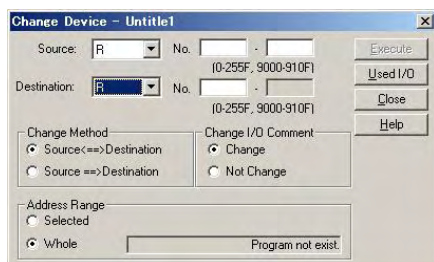 Change Device - Untitle1
Source: R No. -
(0-255F, 9000-910F)
Destination: R No. -
(0-255F, 9000-910F)
Execute
Used I/O
Close
Help
Change Method
Source<==>Destination
Source ==>Destination
Change I/O Comment
Change
Not Change
Address Range
Selected
Whole Program not exist.